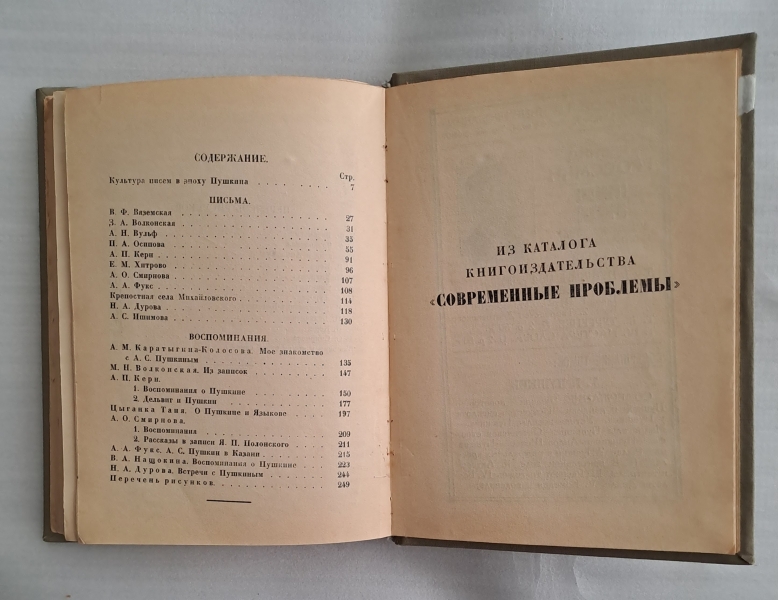 СОДЕРЖАНИЕ.
Стр.
Культура писем в эпоху Пушкина . . . . . . 7
ПИСЬМА.
В. Ф. Вяземская . . . . . . 27
З. А. Волконская . . . . . . 31
А. Н. Вульф . . . . . . 35
П. А. Осипова . . . . . . 55
А. П. Керн . . . . . . 91
Е. М. Хитрово . . . . . . 96
А. О. Смирнова . . . . . . 107
А. А. Фукс . . . . . . 108
Крепостная села Михайловского . . . . . . 114
Н. А. Дурова . . . . . . 118
А. С. Ишимова . . . . . . 130
ВОСПОМИНАНИЯ.
А. М. Каратыгина-Колосова. Мое знакомство
с А. С. Пушкиным . . . . . . 135
М. Н. Волконская. Из записок . . . . . . 147
А. П. Керн.
1. Воспоминания о Пушкине . . . . . . 150
2. Дельвиг и Пушкин . . . . . . 177
Цыганка Таня. О Пушкине и Языкове . . . . . . 197
А. О. Смирнова.
1. Воспоминания . . . . . . 209
2. Рассказы в записи Я. П. Полонского . . . . . . 211
А. А. Фукс. А. С. Пушкин в Казани . . . . . . 215
В. А. Нащокина. Воспоминания о Пушкине . . . . . . 223
Н. А. Дурова. Встречи с Пушкиным . . . . . . 244
Перечень рисунков . . . . . . 249
ИЗ КАТАЛОГА
КНИГОИЗДАТЕЛЬСТВА
«СОВРЕМЕННЫЕ ПРОБЛЕМЫ»